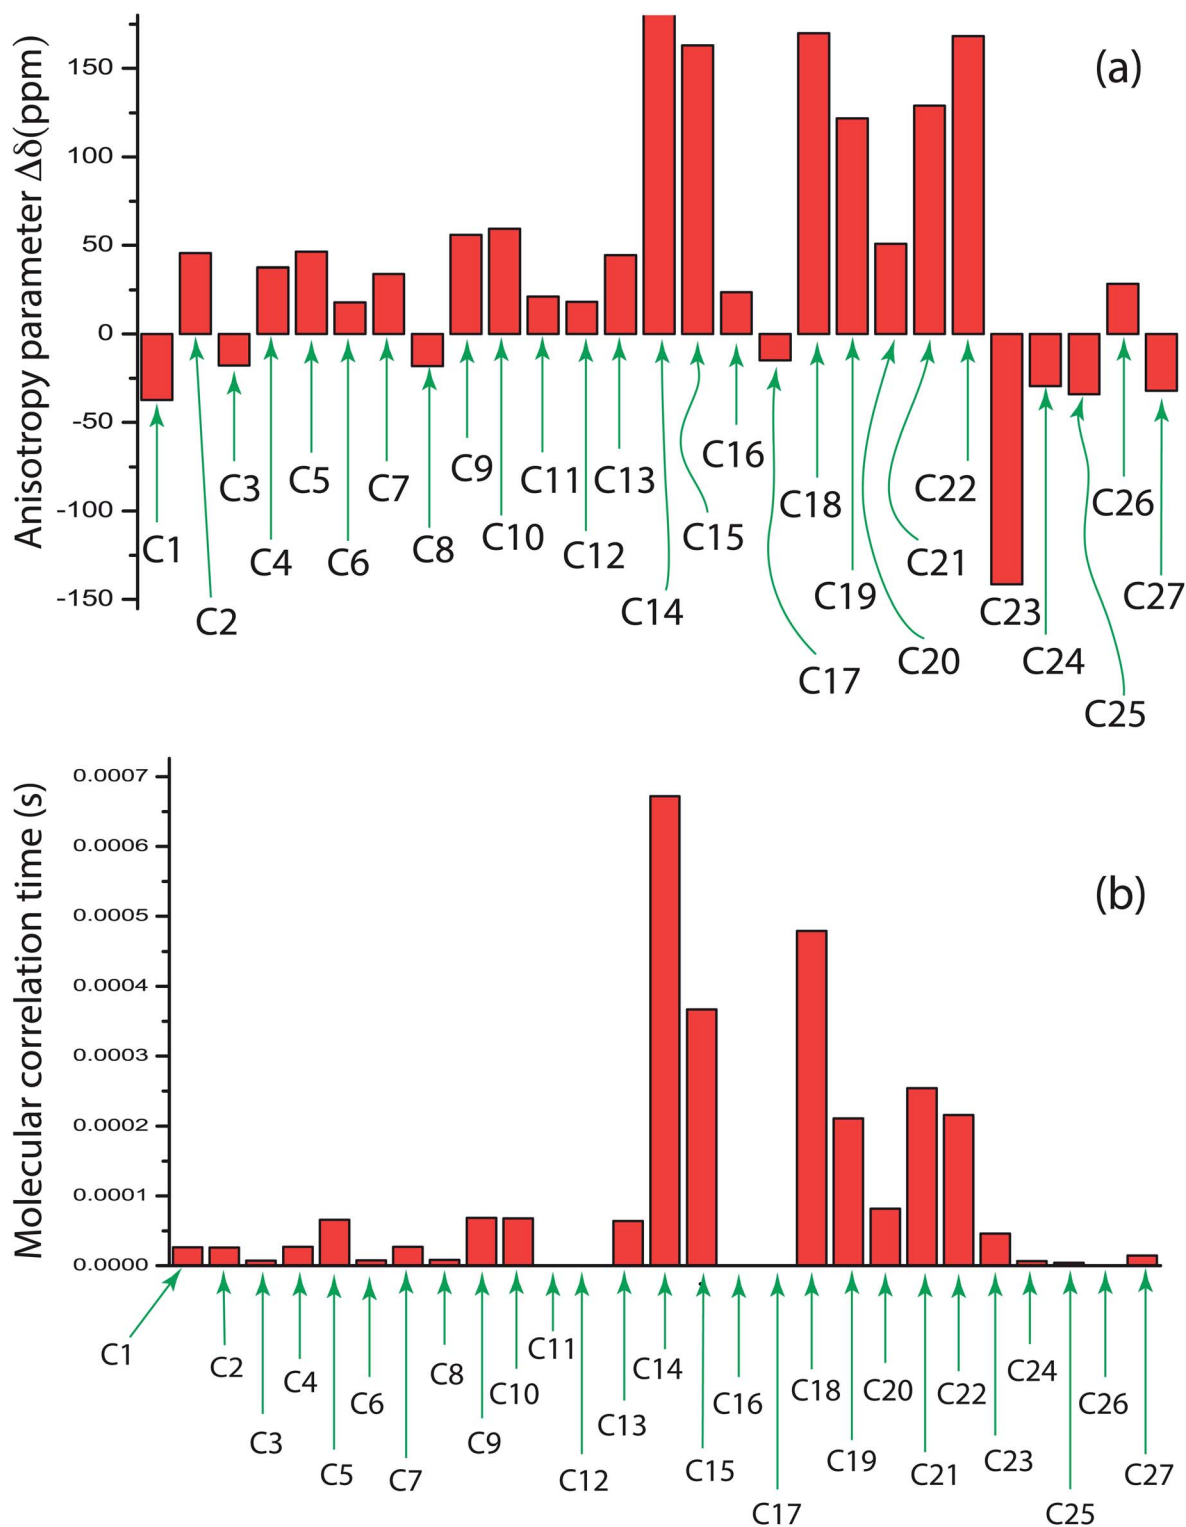 Anisotropy parameter Δδ(ppm)
150
100
50
0
-50
-100
-150
(a)
C1
C2
C3
C4
C5
C6
C7
C8
C9
C10
C11
C12
C13
C14
C15
C16
C17
C18
C19
C20
C21
C22
C23
C24
C25
C26
C27
Molecular correlation time (s)
0.0007
0.0006
0.0005
0.0004
0.0003
0.0002
0.0001
0.0000
(b)
C1
C2
C3
C4
C5
C6
C7
C8
C9
C10
C11
C12
C13
C14
C15
C16
C17
C18
C19
C20
C21
C22
C23
C24
C25
C26
C27